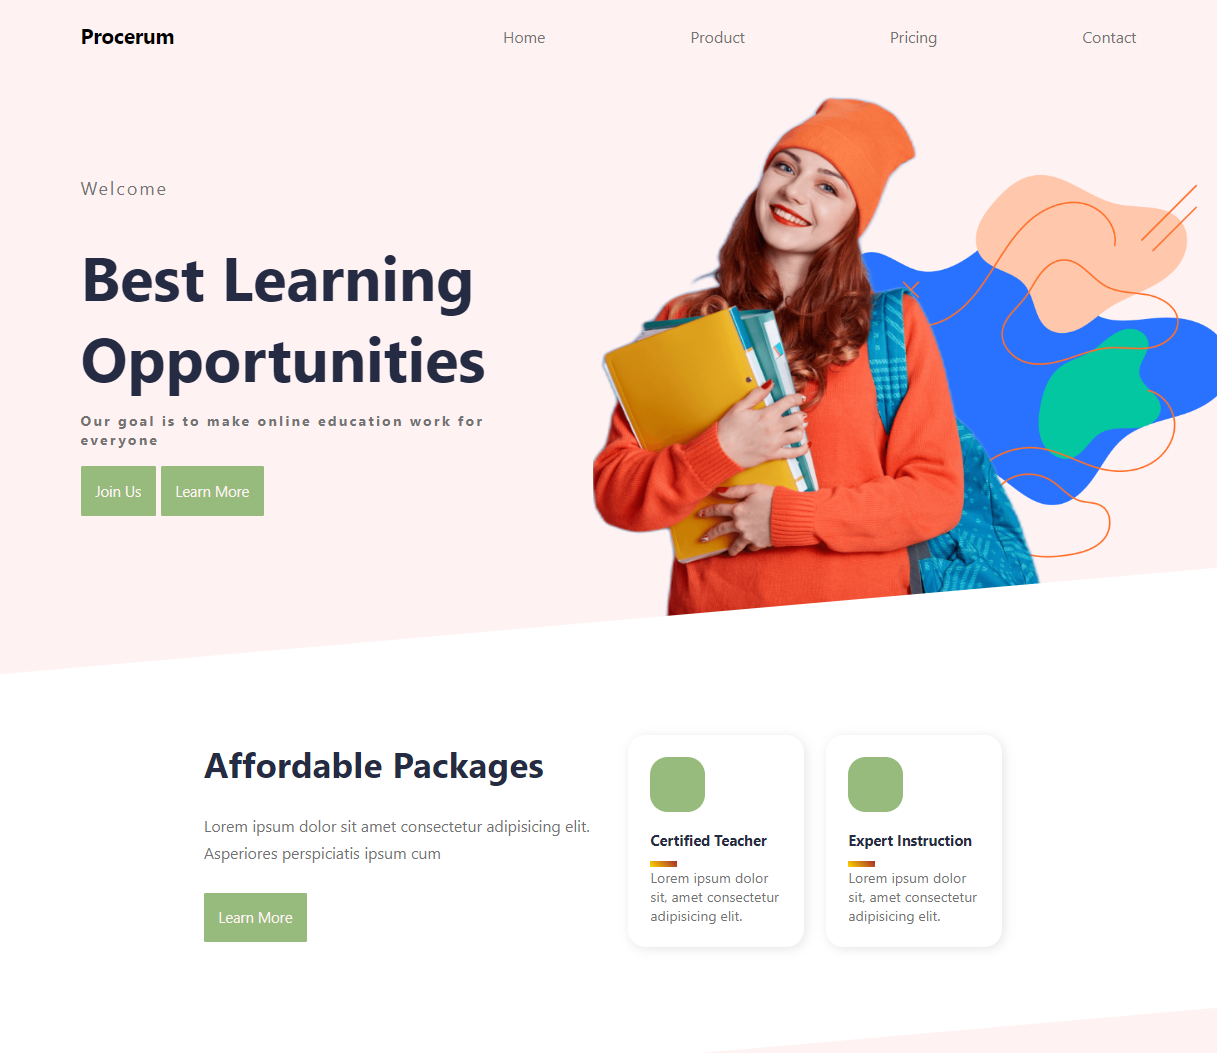 Procerum
Home
Product
Pricing
Contact
Welcome
Best Learning
Opportunities
Our goal is to make online education work for
everyone
Join Us
Learn More
Affordable Packages
Lorem ipsum dolor sit amet consectetur adipisicing elit.
Asperiores perspiciatis ipsum cum
Learn More
Certified Teacher
Lorem ipsum dolor
sit, amet consectetur
adipisicing elit.
Expert Instruction
Lorem ipsum dolor
sit, amet consectetur
adipisicing elit.